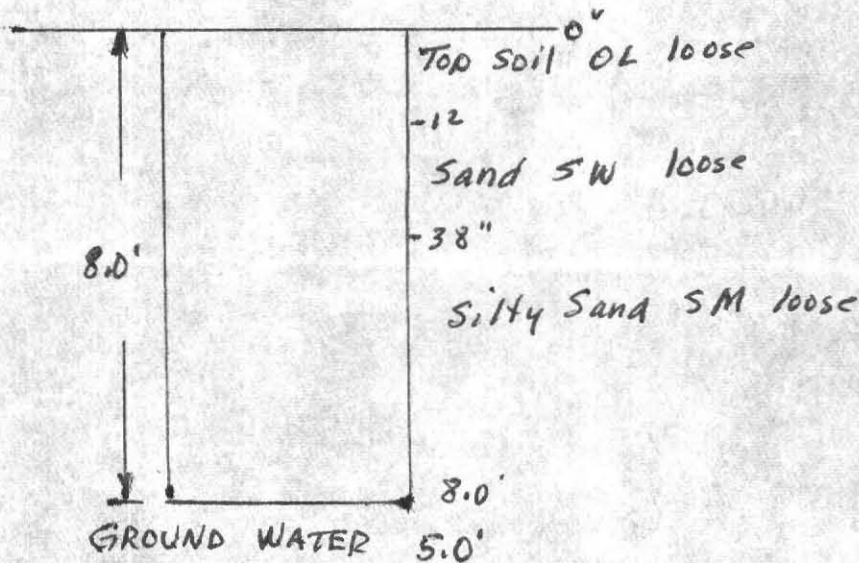 0"
Top Soil OL loose
-12
Sand SW loose
-38"
8.0'
Silty Sand SM loose
8.0'
GROUND WATER 5.0'